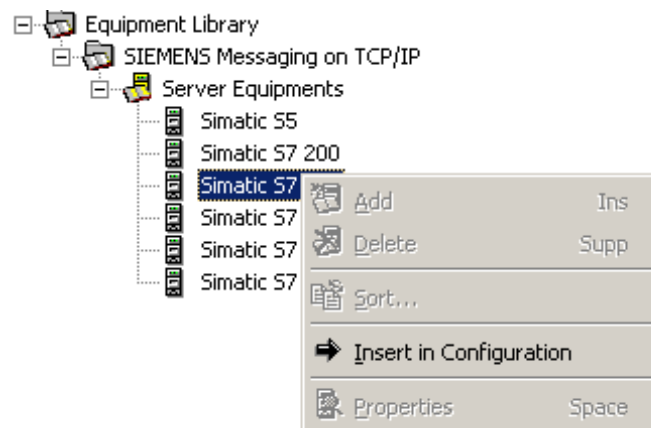 Equipment Library
SIEMENS Messaging on TCP/IP
Server Equipments
Simatic S5
Simatic S7 200
Simatic S7
Simatic S7
Simatic S7
Simatic S7
Add Ins
Delete Supp
Sort...
Insert in Configuration
Properties Space